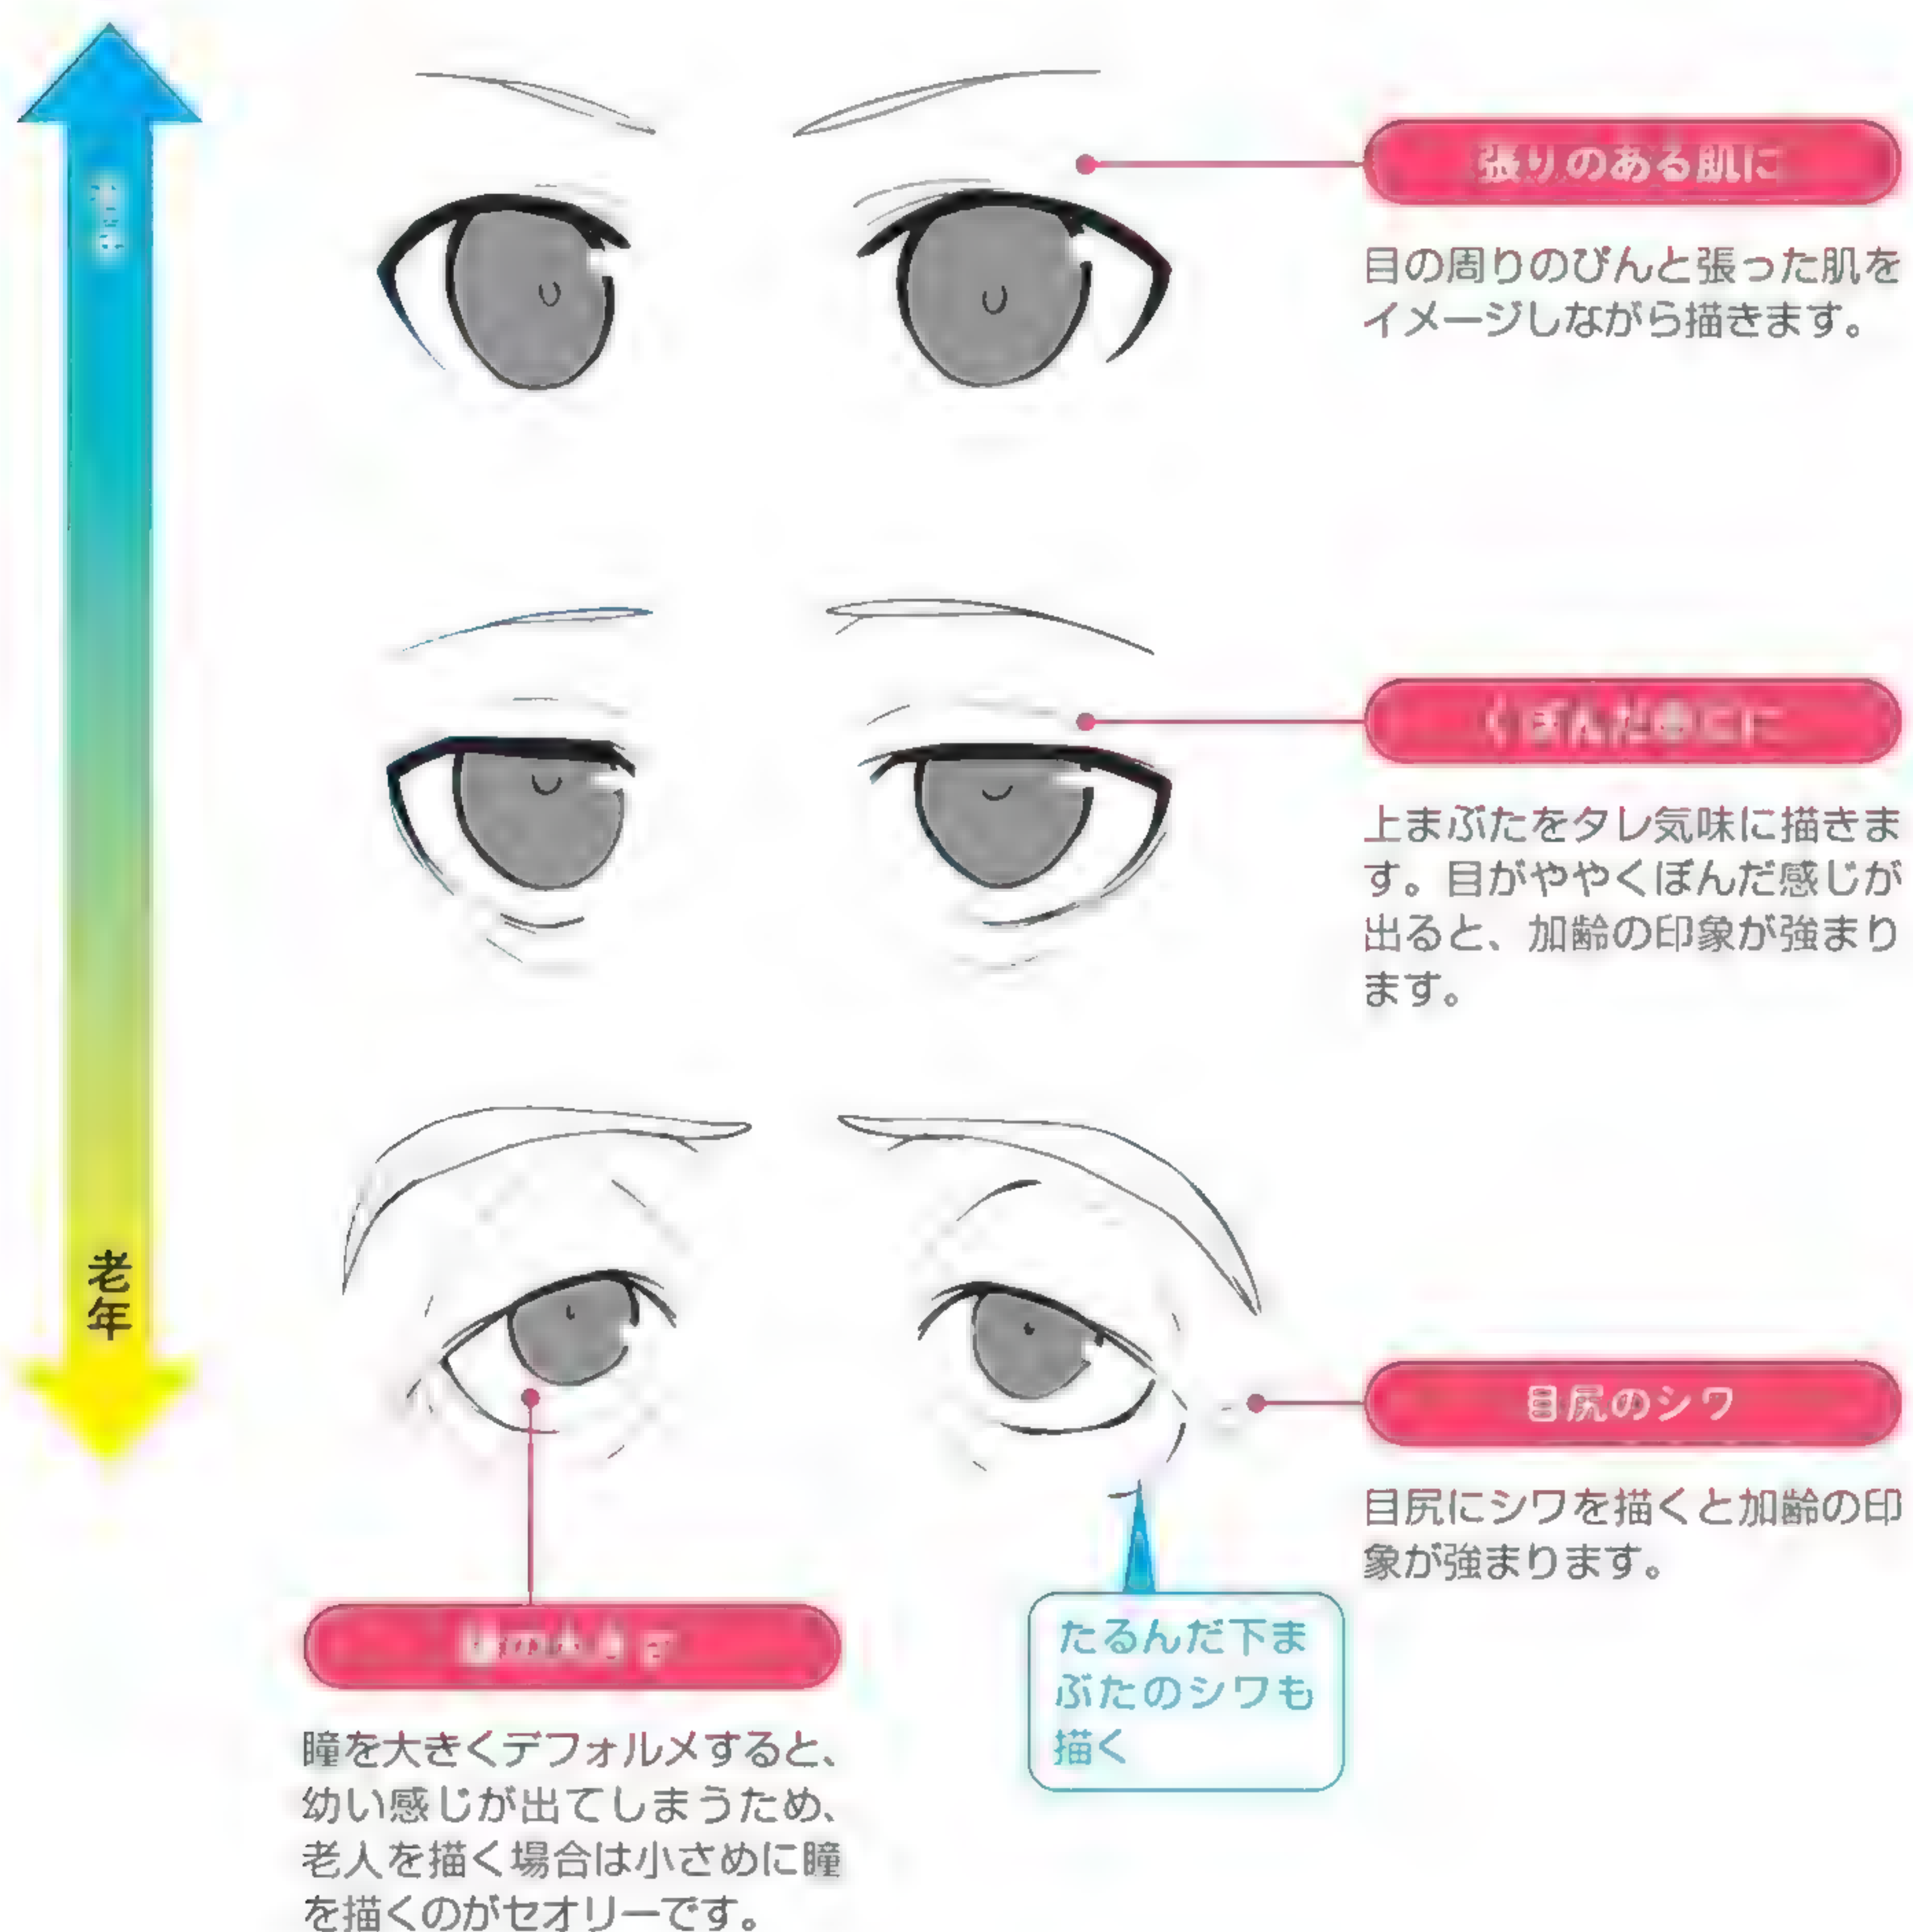 張りのある肌に
目の周りのぴんと張った肌を
イメージしながら描きます。
上まぶたをタレ気味に描きま
す。目がややくぼんだ感じが
出ると、加齢の印象が強まり
ます。
老年
目尻のシワ
目尻にシワを描くと加齢の印
象が強まります。
たるんだ下ま
ぶたのシワも
描く
瞳を大きくデフォルメすると、
幼い感じが出てしまうため、
老人を描く場合は小さめに瞳
を描くのがセオリーです。